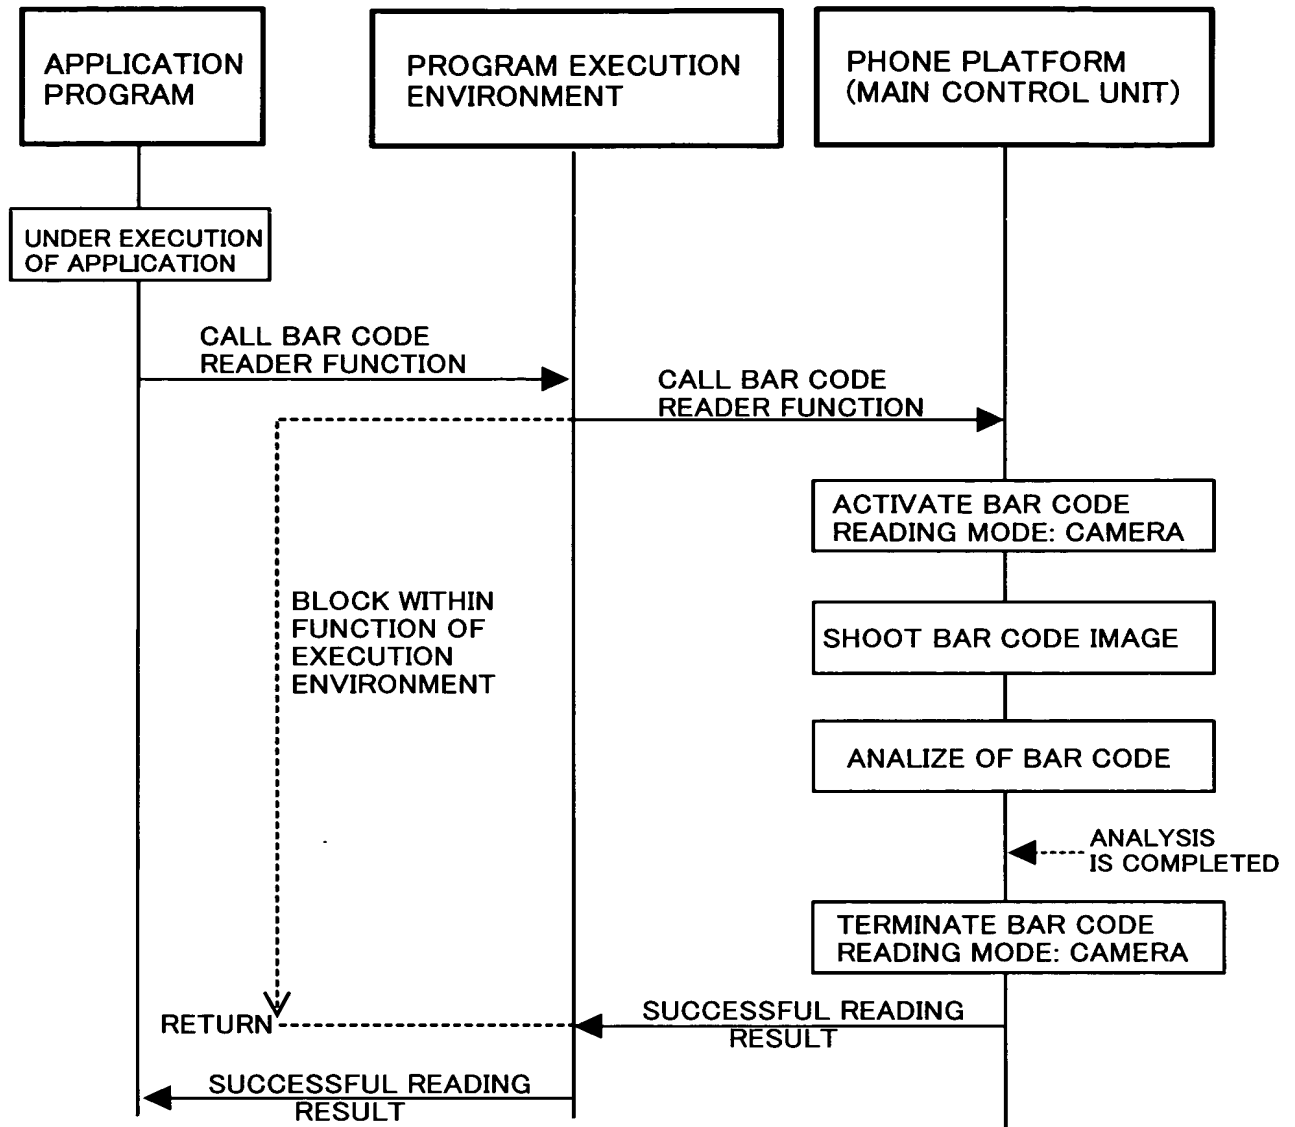 APPLICATION
PROGRAM
PROGRAM EXECUTION
ENVIRONMENT
PHONE PLATFORM
(MAIN CONTROL UNIT)
UNDER EXECUTION
OF APPLICATION
CALL BAR CODE
READER FUNCTION
CALL BAR CODE
READER FUNCTION
ACTIVATE BAR CODE
READING MODE: CAMERA
BLOCK WITHIN
FUNCTION OF
EXECUTION
ENVIRONMENT
SHOOT BAR CODE IMAGE
ANALIZE OF BAR CODE
ANALYSIS
IS COMPLETED
TERMINATE BAR CODE
READING MODE: CAMERA
RETURN
SUCCESSFUL READING
RESULT
SUCCESSFUL READING
RESULT